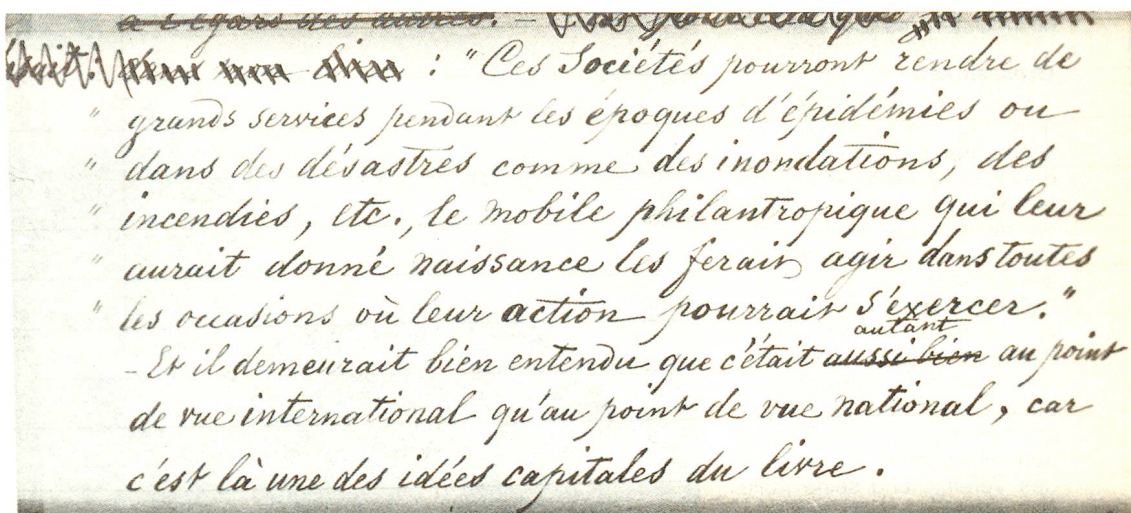 à l'égard des autres. —
: "Ces Sociétés pourront rendre de
" grands services pendant les époques d'épidémies ou
" dans des désastres comme des inondations, des
" incendies, etc., le mobile philantropique qui leur
" aurait donné naissance les ferait agir dans toutes
" les occasions où leur action pourrait s'exercer."
autant
- Et il demeurait bien entendu que c'était aussi bien au point
de vue international qu'au point de vue national, car
c'est là une des idées capitales du livre.